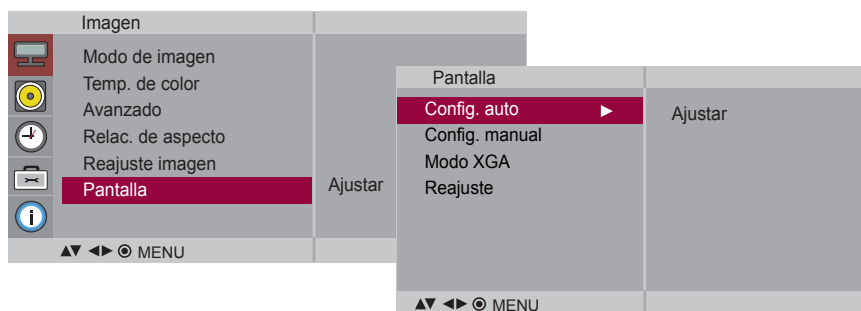 Imagen
Modo de imagen
Temp. de color
Avanzado
Relac. de aspecto
Reajuste imagen
Pantalla
Ajustar
MENU
Pantalla
Config. auto
Ajustar
Config. manual
Modo XGA
Reajuste
MENU